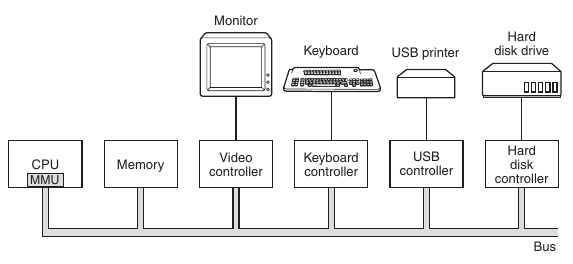 Monitor
Keyboard
USB printer
Hard
disk drive
CPU
MMU
Memory
Video
controller
Keyboard
controller
USB
controller
Hard
disk
controller
Bus